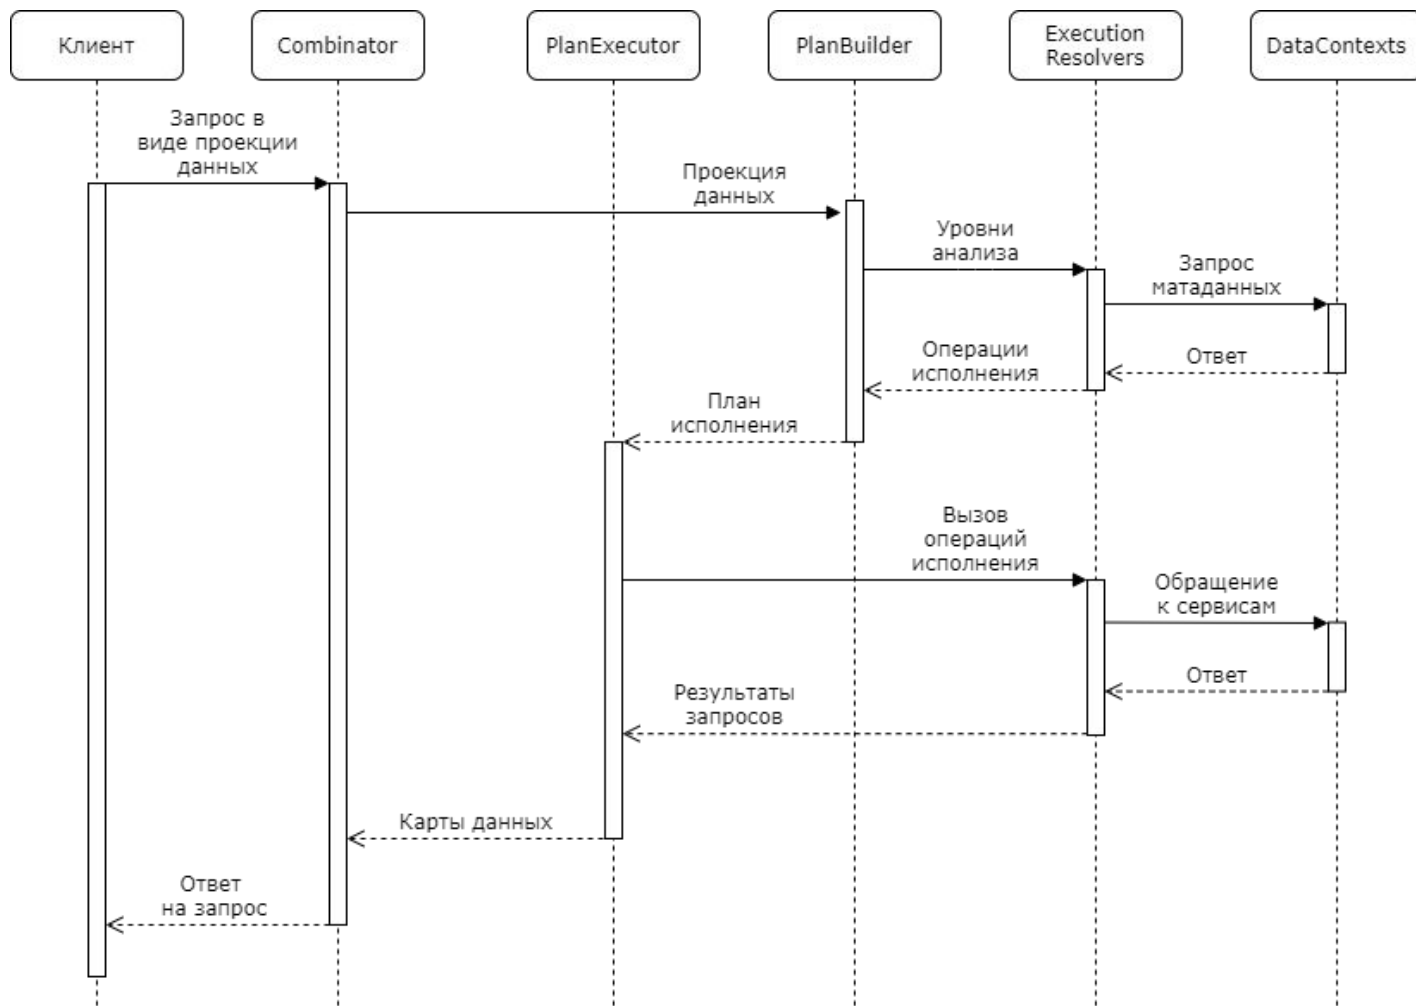 Клиент
Combinator
PlanExecutor
PlanBuilder
Execution
Resolvers
DataContexts
Запрос в
виде проекции
данных
Проекция
данных
Уровни
анализа
Запрос
матаданных
Ответ
Операции
исполнения
План
исполнения
Вызов
операций
исполнения
Обращение
к сервисам
Ответ
Результаты
запросов
Карты данных
Ответ
на запрос